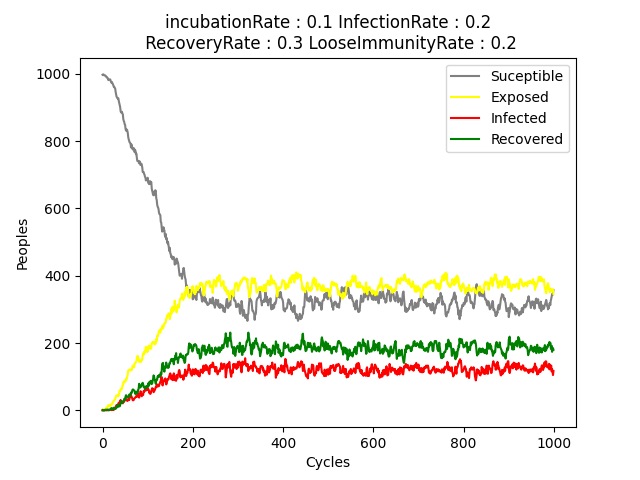 incubationRate : 0.1 InfectionRate : 0.2
RecoveryRate : 0.3 LooseImmunityRate : 0.2
1000
800
600
400
200
0
Peoples
Suceptible
Exposed
Infected
Recovered
0 200 400 600 800 1000
Cycles